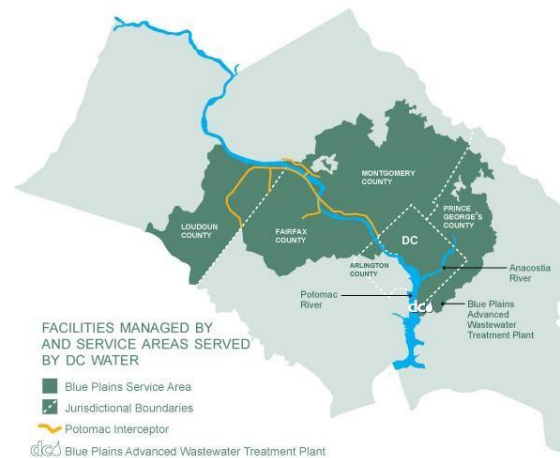 MONTGOMERY
COUNTY
PRINCE
GEORGE'S
COUNTY
LOUDOUN
COUNTY
FAIRFAX
COUNTY
DC
ARLINGTON
COUNTY
Anacostia
River
Potomac
River
dc
Blue Plains
Advanced
Wastewater
Treatment Plant
FACILITIES MANAGED BY
AND SERVICE AREAS SERVED
BY DC WATER
Blue Plains Service Area
Jurisdictional Boundaries
Potomac Interceptor
dc Blue Plains Advanced Wastewater Treatment Plant